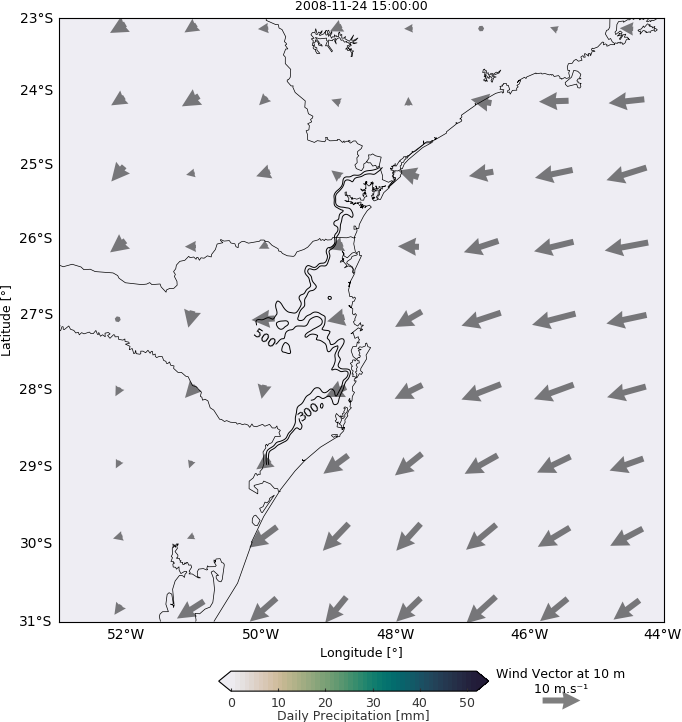 2008-11-24 15:00:00
23°S
24°S
25°S
26°S
27°S
28°S
29°S
30°S
31°S
Latitude [°]
500
300
52°W 50°W 48°W 46°W 44°W
Longitude [°]
0 10 20 30 40 50
Daily Precipitation [mm]
Wind Vector at 10 m
10 m.s⁻¹